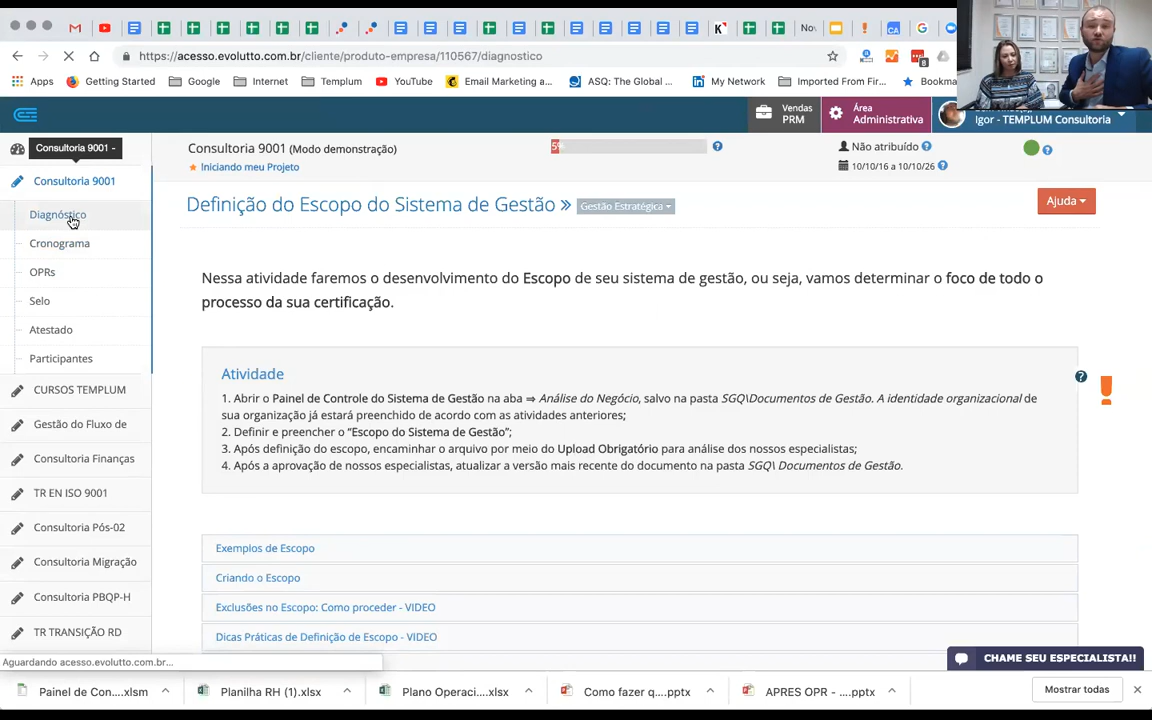 Nov
CA
G
https://acesso.evolutto.com.br/cliente/produto-empresa/110567/diagnostico
Apps
Getting Started
Google
Internet
Templum
YouTube
Email Marketing a...
ASQ: The Global ...
My Network
Imported From Fir...
Bookma
Vendas
PRM
Área
Administrativa
Igor - TEMPLUM Consultoria
Consultoria 9001 -
Consultoria 9001 (Modo demonstração)
5%
Não atribuído
Iniciando meu Projeto
10/10/16 a 10/10/26
Consultoria 9001
Diagnóstico
Cronograma
OPRs
Selo
Atestado
Participantes
CURSOS TEMPLUM
Gestão do Fluxo de
Consultoria Finanças
TR EN ISO 9001
Consultoria Pós-02
Consultoria Migração
Consultoria PBQP-H
TR TRANSIÇÃO RD
Definição do Escopo do Sistema de Gestão »
Gestão Estratégica
Ajuda
Nessa atividade faremos o desenvolvimento do Escopo de seu sistema de gestão, ou seja, vamos determinar o foco de todo o
processo da sua certificação.
Atividade
1. Abrir o Painel de Controle do Sistema de Gestão na aba ⇒ Análise do Negócio, salvo na pasta SGQ\Documentos de Gestão. A identidade organizacional de
sua organização já estará preenchido de acordo com as atividades anteriores;
2. Definir e preencher o “Escopo do Sistema de Gestão”;
3. Após definição do escopo, encaminhar o arquivo por meio do Upload Obrigatório para análise dos nossos especialistas;
4. Após a aprovação de nossos especialistas, atualizar a versão mais recente do documento na pasta SGQ\ Documentos de Gestão.
Exemplos de Escopo
Criando o Escopo
Exclusões no Escopo: Como proceder - VIDEO
Dicas Práticas de Definição de Escopo - VIDEO
CHAME SEU ESPECIALISTA!!
Aguardando acesso.evolutto.com.br...
Painel de Con....xlsm
Planilha RH (1).xlsx
Plano Operaci....xlsm
Como fazer q....pptx
APRES OPR - ....pptx
Mostrar todas